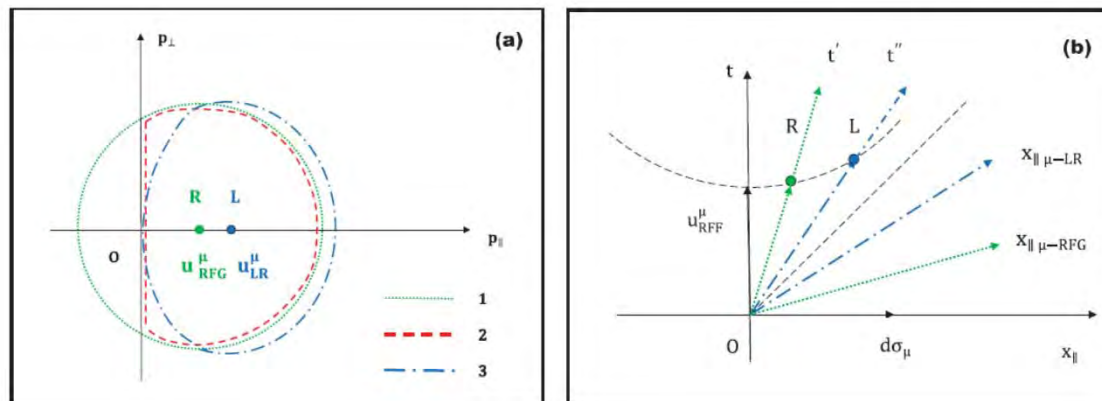 p⊥
(a)
R
L
O
p∥
u^μ_RFG
u^μ_LR
1
2
3
(b)
t
t′
t″
R
L
x∥ μ−LR
u^μ_RFF
x∥ μ−RFG
O
dσ_μ
x∥